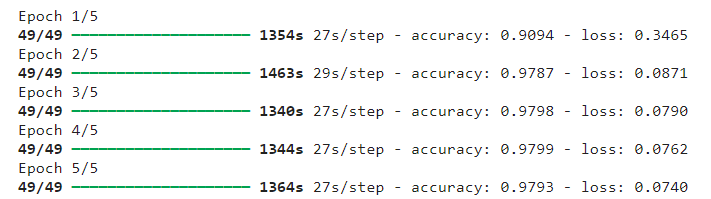 Epoch 1/5
49/49 ━━━━━━━━━━━━━━━━━━━━ 1354s 27s/step - accuracy: 0.9094 - loss: 0.3465
Epoch 2/5
49/49 ━━━━━━━━━━━━━━━━━━━━ 1463s 29s/step - accuracy: 0.9787 - loss: 0.0871
Epoch 3/5
49/49 ━━━━━━━━━━━━━━━━━━━━ 1340s 27s/step - accuracy: 0.9798 - loss: 0.0790
Epoch 4/5
49/49 ━━━━━━━━━━━━━━━━━━━━ 1344s 27s/step - accuracy: 0.9799 - loss: 0.0762
Epoch 5/5
49/49 ━━━━━━━━━━━━━━━━━━━━ 1364s 27s/step - accuracy: 0.9793 - loss: 0.0740